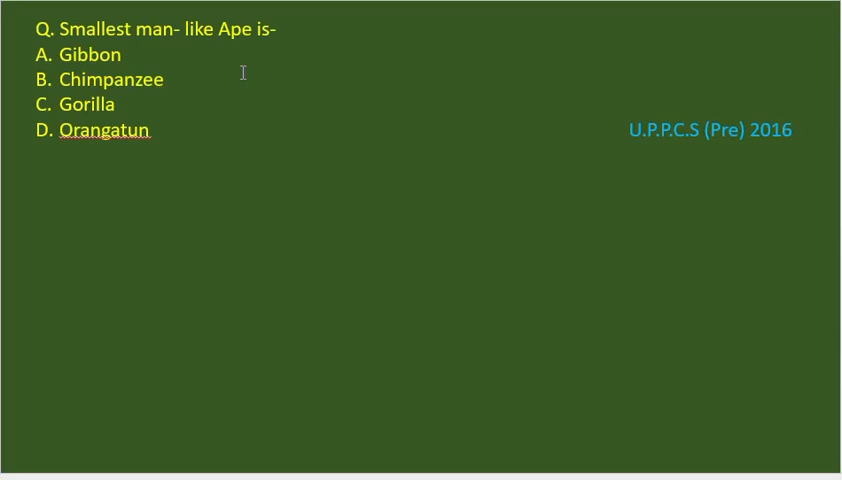 Q. Smallest man- like Ape is-
A. Gibbon
B. Chimpanzee
C. Gorilla
D. Orangatun
U.P.P.C.S (Pre) 2016